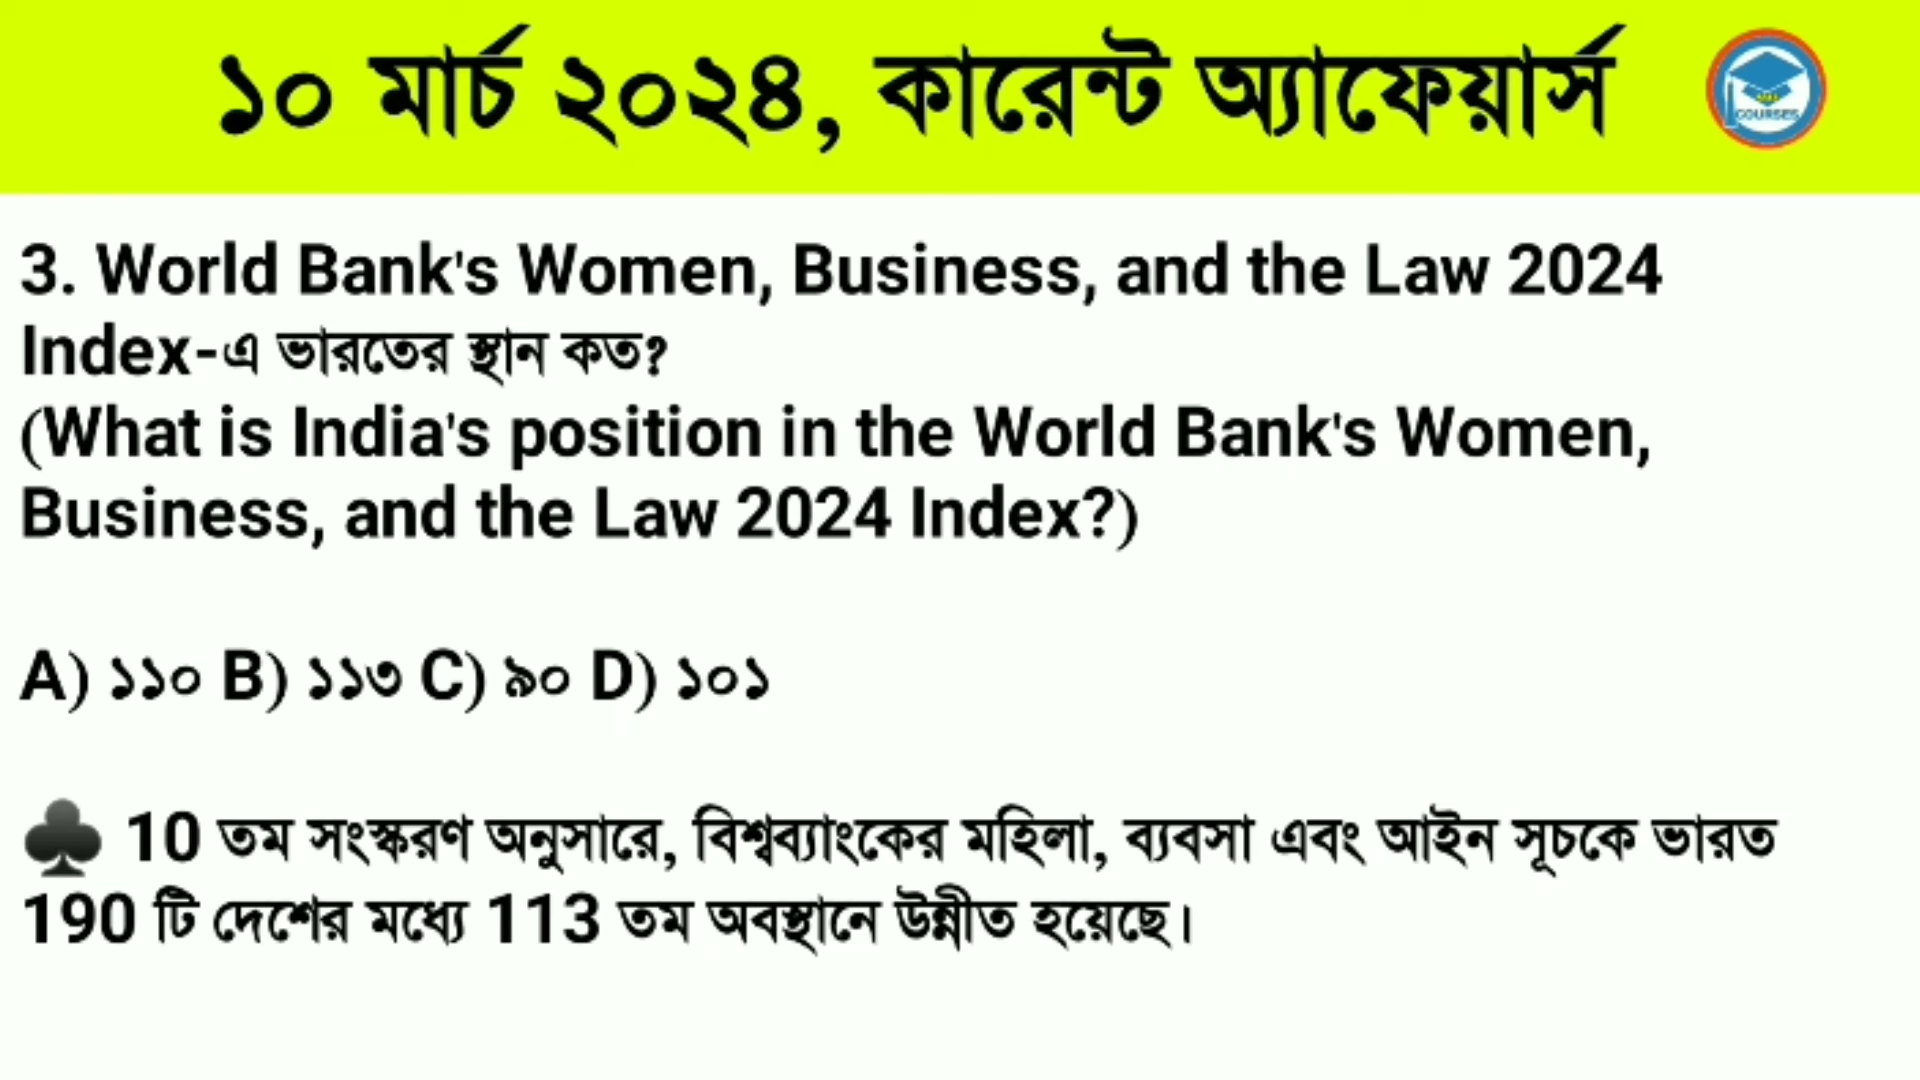 ১০ মার্চ ২০২৪, কারেন্ট অ্যাফেয়ার্স
COURSES
3. World Bank's Women, Business, and the Law 2024
Index-এ ভারতের স্থান কত?
(What is India's position in the World Bank's Women,
Business, and the Law 2024 Index?)
A) ১১০ B) ১১৩ C) ৯০ D) ১০১
♣ 10 তম সংস্করণ অনুসারে, বিশ্বব্যাংকের মহিলা, ব্যবসা এবং আইন সূচকে ভারত
190 টি দেশের মধ্যে 113 তম অবস্থানে উন্নীত হয়েছে।